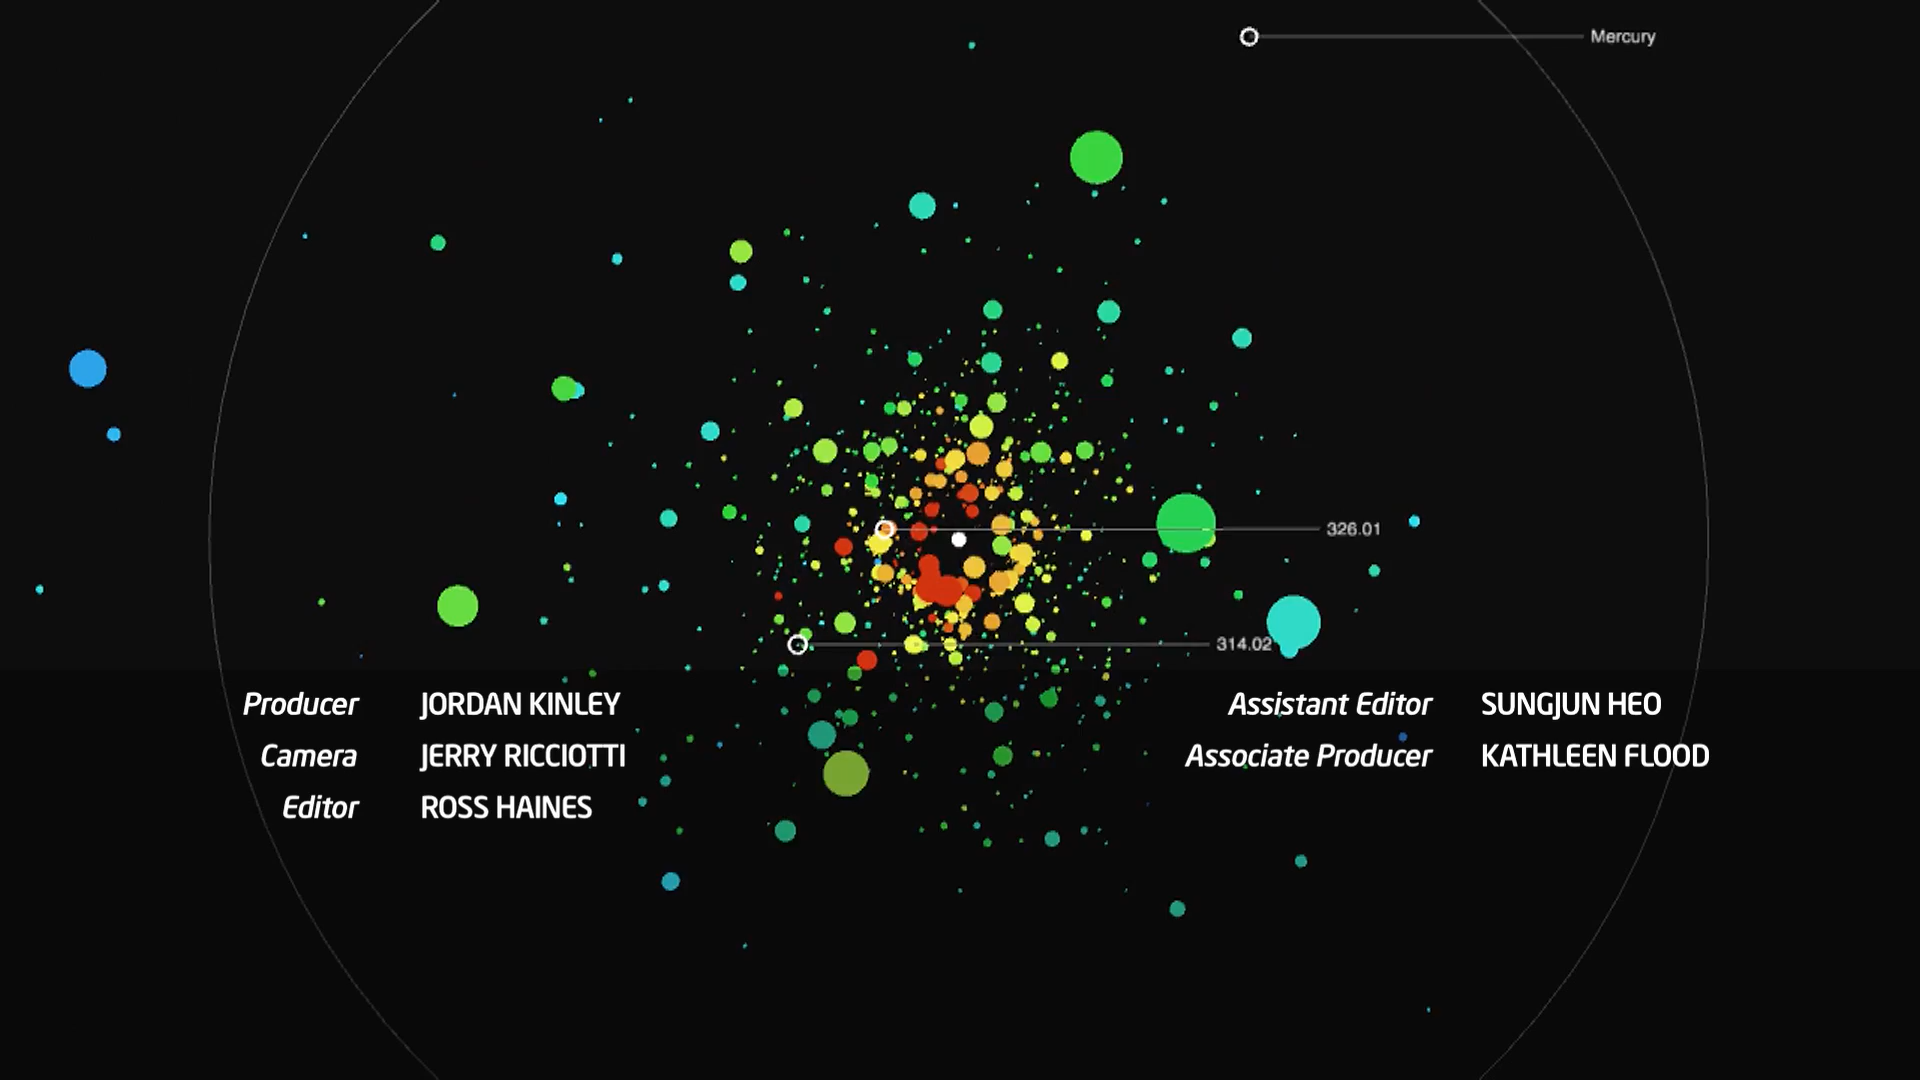 Mercury
326.01
314.02
Producer JORDAN KINLEY
Camera JERRY RICCIOTTI
Editor ROSS HAINES
Assistant Editor SUNGJUN HEO
Associate Producer KATHLEEN FLOOD